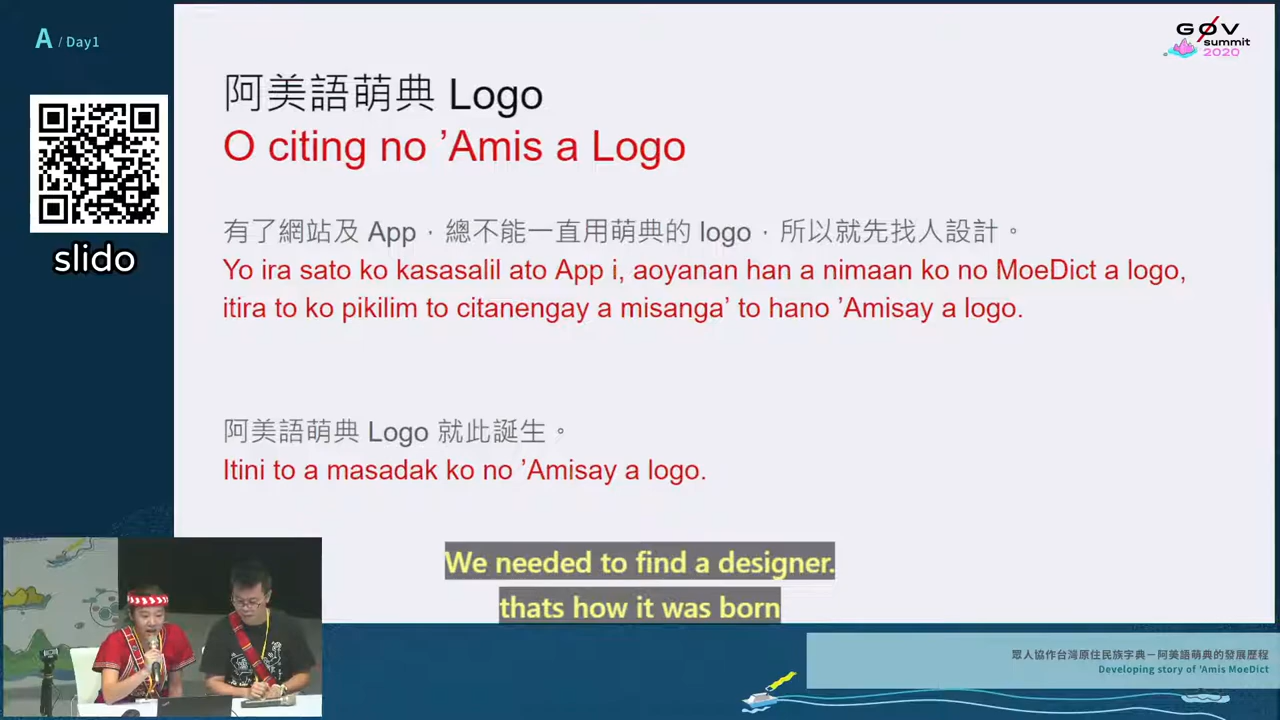 A / Day1
GØV
summit
2020
slido
阿美語萌典 Logo
O citing no ’Amis a Logo
有了網站及 App，總不能一直用萌典的 logo，所以就先找人設計。
Yo ira sato ko kasasalil ato App i, aoyanan han a nimaan ko no MoeDict a logo,
itira to ko pikilim to citanengay a misanga’ to hano ’Amisay a logo.
阿美語萌典 Logo 就此誕生。
Itini to a masadak ko no ’Amisay a logo.
We needed to find a designer.
thats how it was born
眾人協作台灣原住民族字典－阿美語萌典的發展歷程
Developing story of 'Amis MoeDict